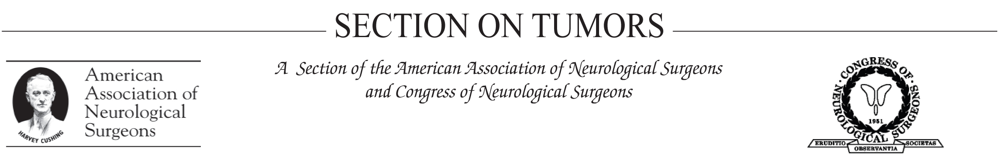 SECTION ON TUMORS
A Section of the American Association of Neurological Surgeons
and Congress of Neurological Surgeons
American
Association of
Neurological
Surgeons
HARVEY CUSHING
· CONGRESS OF ·
NEUROLOGICAL SURGEONS
1951
ERUDITIO
OBSERVANTIA
SOCIETAS